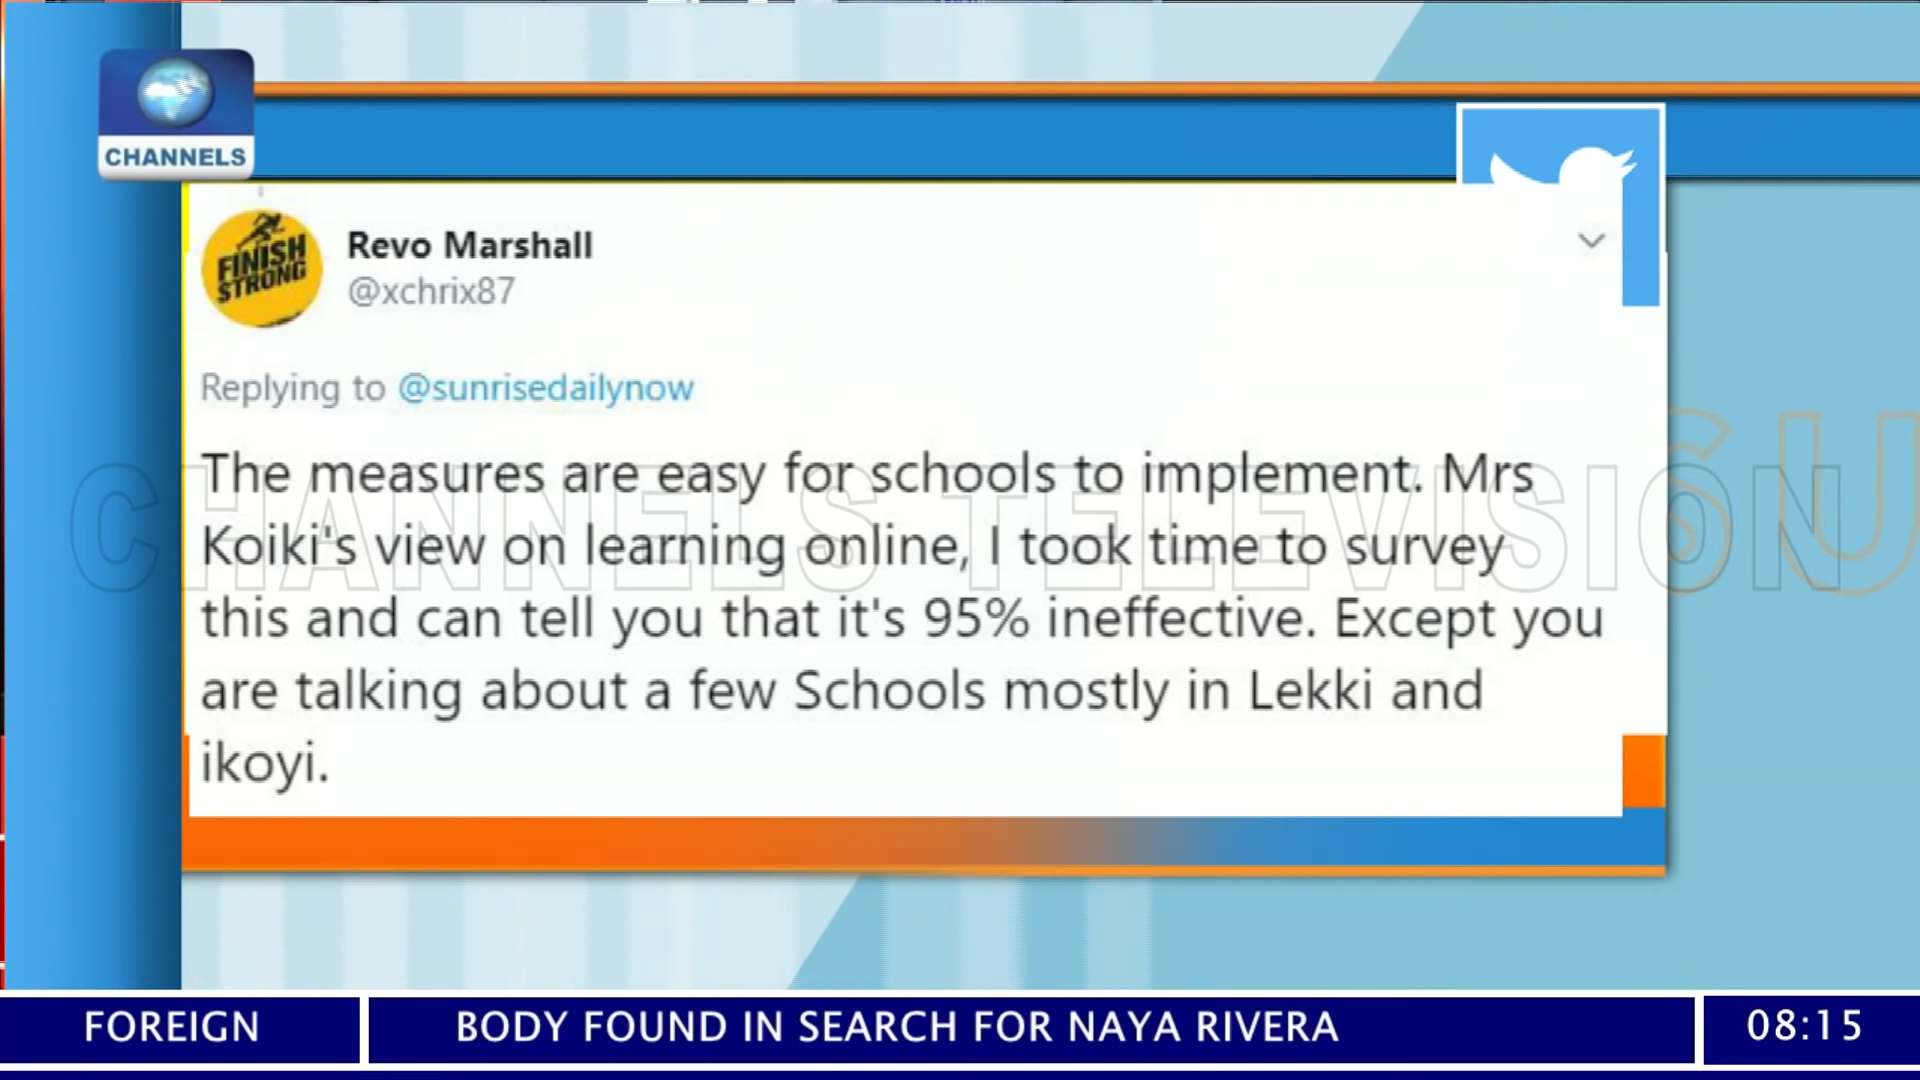 CHANNELS
FINISH
STRONG
Revo Marshall
@xchrix87
Replying to @sunrisedailynow
The measures are easy for schools to implement. Mrs
Koiki's view on learning online, I took time to survey
this and can tell you that it's 95% ineffective. Except you
are talking about a few Schools mostly in Lekki and
ikoyi.
CHANNELS TELEVISION
FOREIGN
BODY FOUND IN SEARCH FOR NAYA RIVERA
08:15